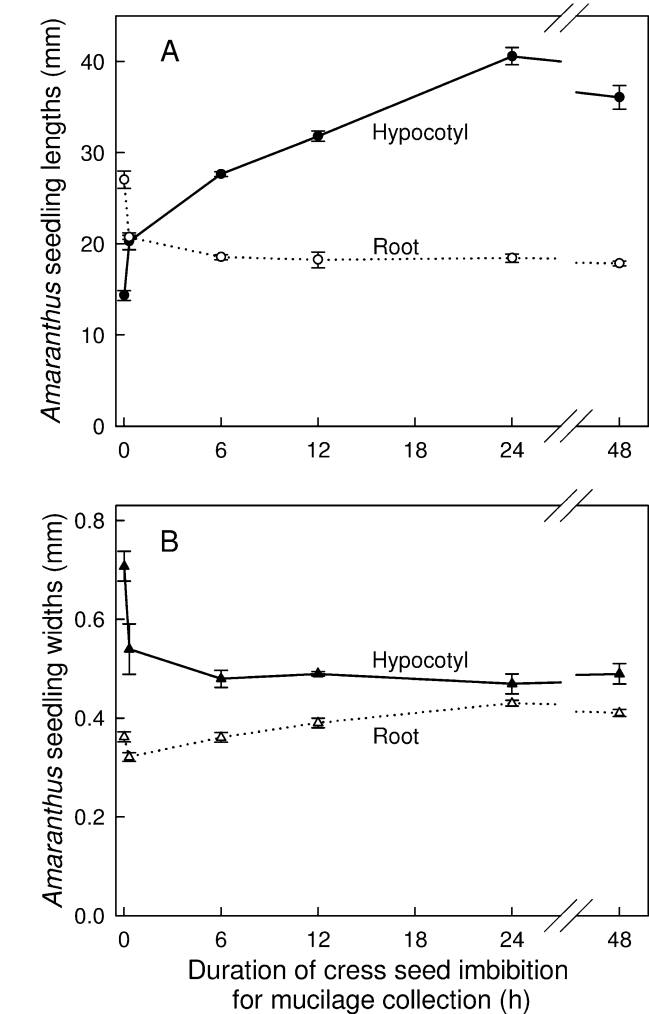 A
Amaranthus seedling lengths (mm)
40
30
20
10
0
Hypocotyl
Root
0 6 12 18 24 48
B
Amaranthus seedling widths (mm)
0.8
0.6
0.4
0.2
0.0
Hypocotyl
Root
0 6 12 18 24 48
Duration of cress seed imbibition
for mucilage collection (h)